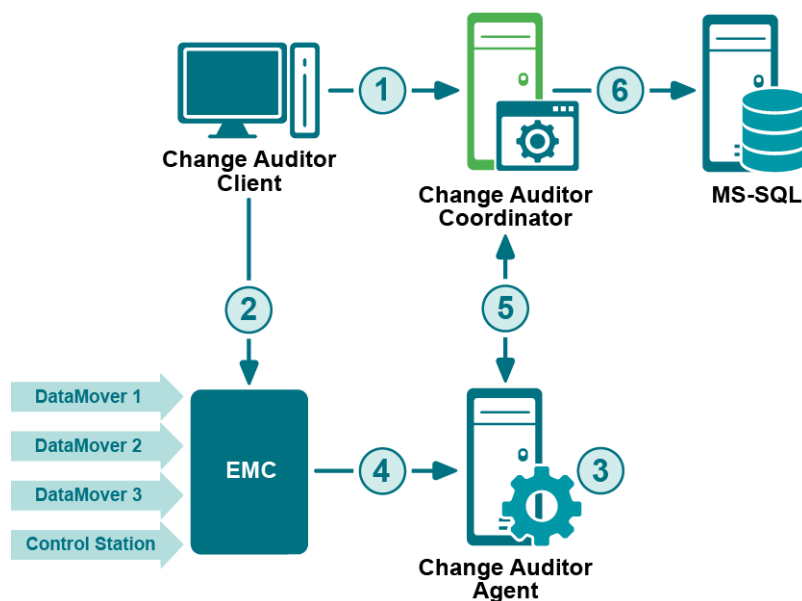 1
6
Change Auditor
Client
Change Auditor
Coordinator
MS-SQL
2
5
DataMover 1
DataMover 2
DataMover 3
Control Station
EMC
4
3
Change Auditor
Agent